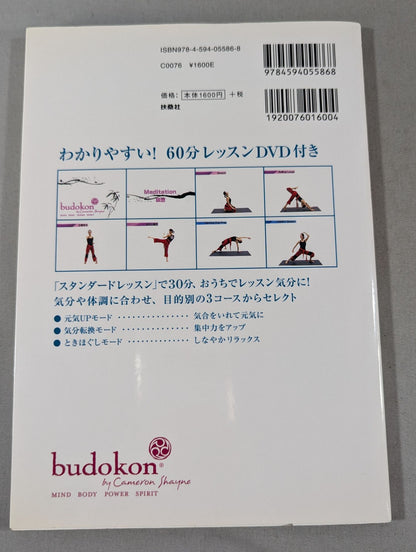 ISBN978-4-594-05586-8
C0076 ¥1600E
価格: 本体1600円 +税
扶桑社
9784594055868
1920076016004
わかりやすい! 60分レッスンDVD付き
budokon
Meditation
瞑想
「スタンダードレッスン」で30分、おうちでレッスン気分に!
気分や体調に合わせ、目的別の3コースからセレクト
●元気UPモード ・・・・・・・・・・・・・・ 気合をいれて元気に
●気分転換モード ・・・・・・・・・・・・・ 集中力をアップ
●ときほぐしモード ・・・・・・・・・・・・ しなやかリラックス
budokon®
by Cameron Shayne
MIND BODY POWER SPIRIT